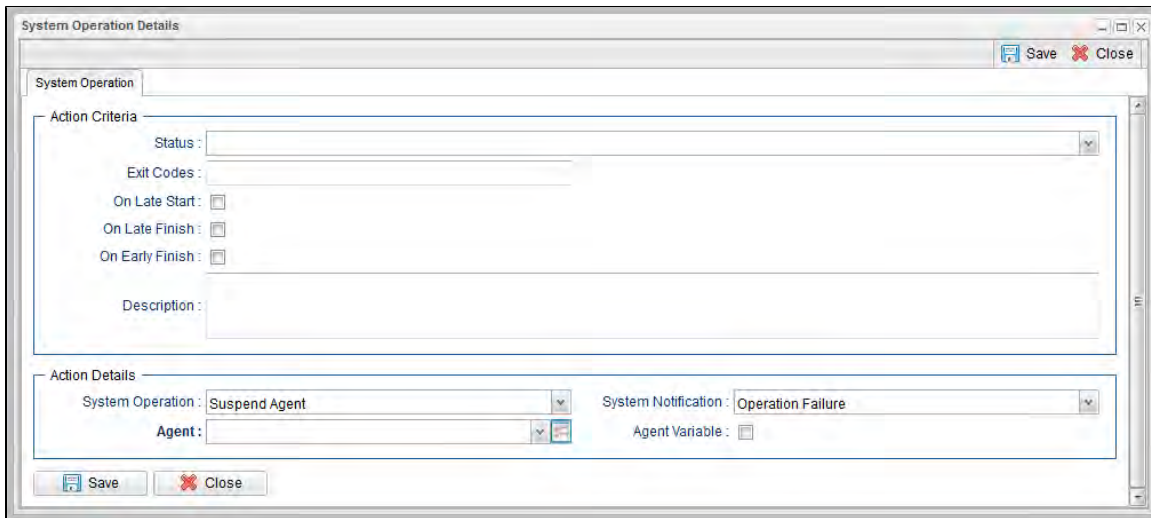 System Operation Details
Save Close
System Operation
Action Criteria
Status :
Exit Codes :
On Late Start :
On Late Finish :
On Early Finish :
Description :
Action Details
System Operation : Suspend Agent System Notification : Operation Failure
Agent : Agent Variable :
Save Close